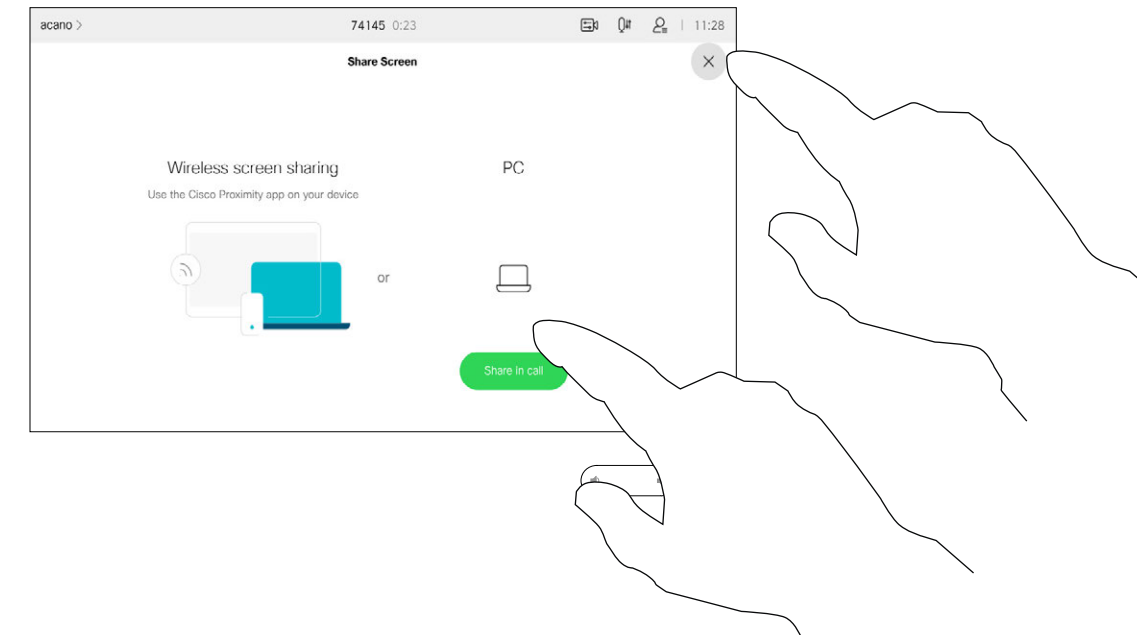 acano >
74145 0:23
11:28
Share Screen
Wireless screen sharing
Use the Cisco Proximity app on your device
or
PC
Share in call